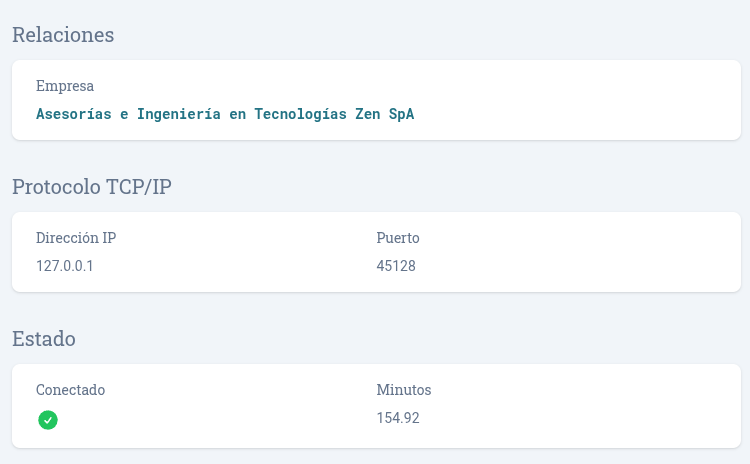 Relaciones
Empresa
Asesorías e Ingeniería en Tecnologías Zen SpA
Protocolo TCP/IP
Dirección IP Puerto
127.0.0.1 45128
Estado
Conectado Minutos
154.92